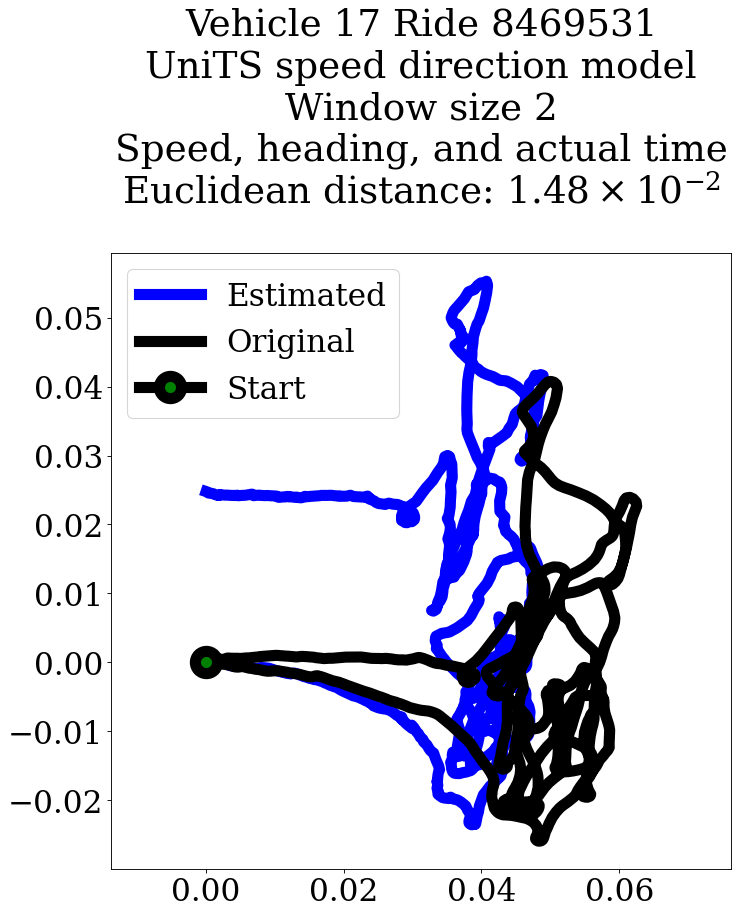 Vehicle 17 Ride 8469531
UniTS speed direction model
Window size 2
Speed, heading, and actual time
Euclidean distance: 1.48 × 10⁻²
Estimated
Original
Start
0.05
0.04
0.03
0.02
0.01
0.00
−0.01
−0.02
0.00 0.02 0.04 0.06